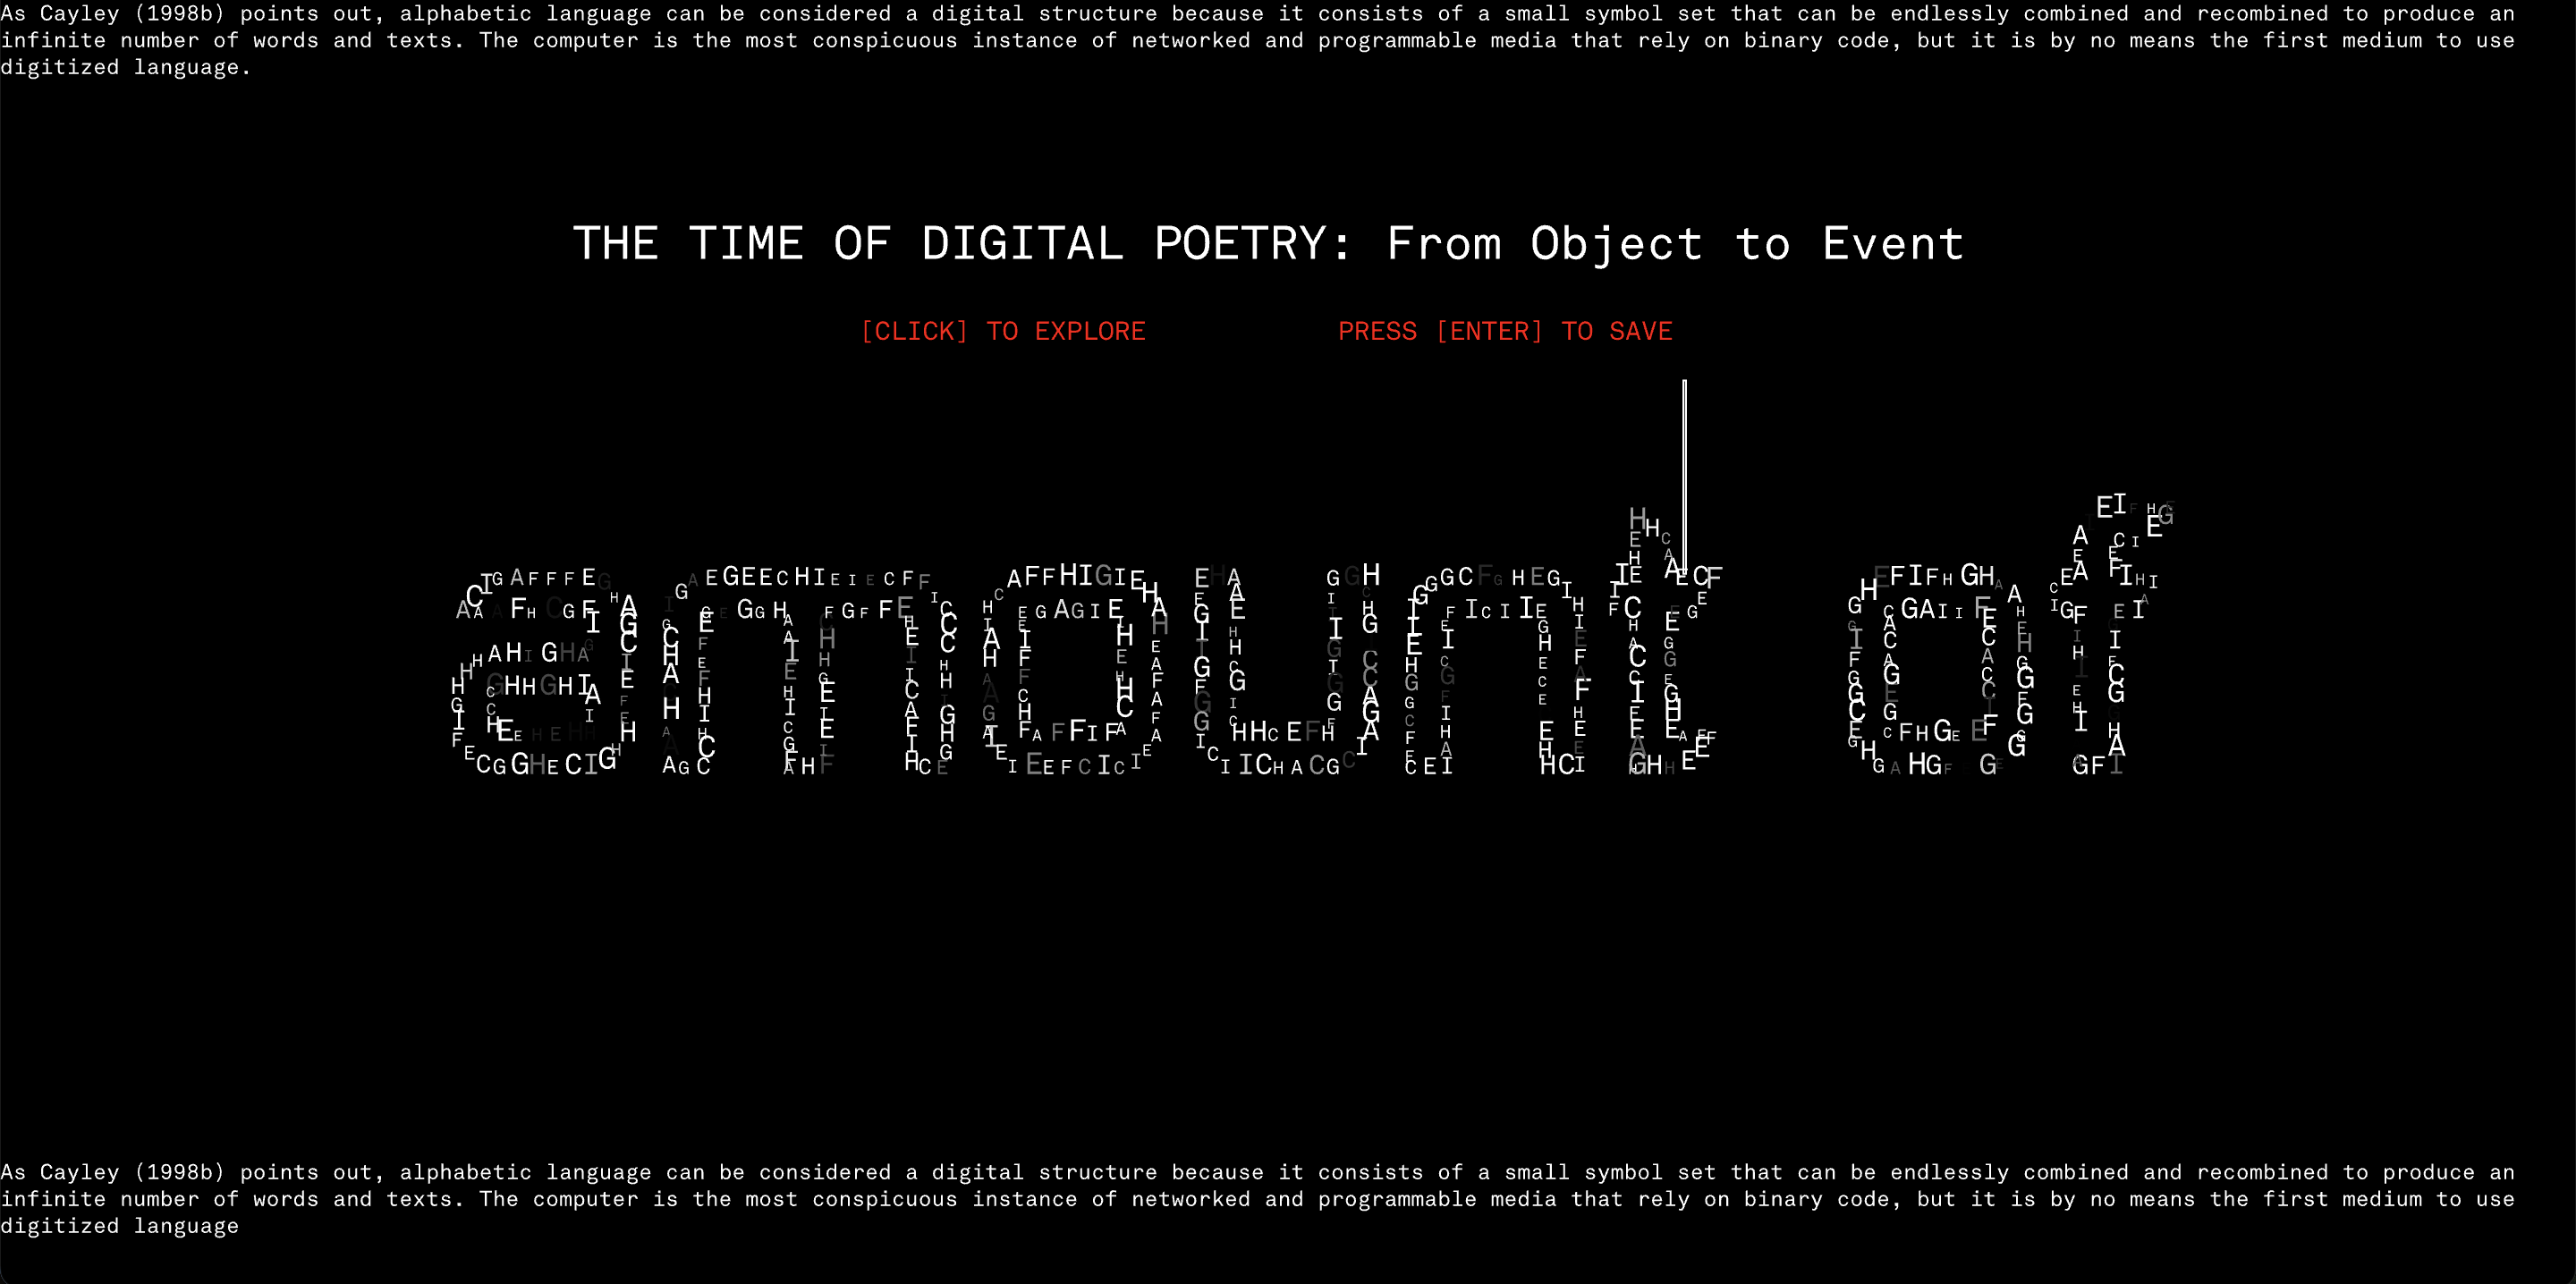 As Cayley (1998b) points out, alphabetic language can be considered a digital structure because it consists of a small symbol set that can be endlessly combined and recombined to produce an
infinite number of words and texts. The computer is the most conspicuous instance of networked and programmable media that rely on binary code, but it is by no means the first medium to use
digitized language.
THE TIME OF DIGITAL POETRY: From Object to Event
[CLICK] TO EXPLORE PRESS [ENTER] TO SAVE
amount of
As Cayley (1998b) points out, alphabetic language can be considered a digital structure because it consists of a small symbol set that can be endlessly combined and recombined to produce an
infinite number of words and texts. The computer is the most conspicuous instance of networked and programmable media that rely on binary code, but it is by no means the first medium to use
digitized language